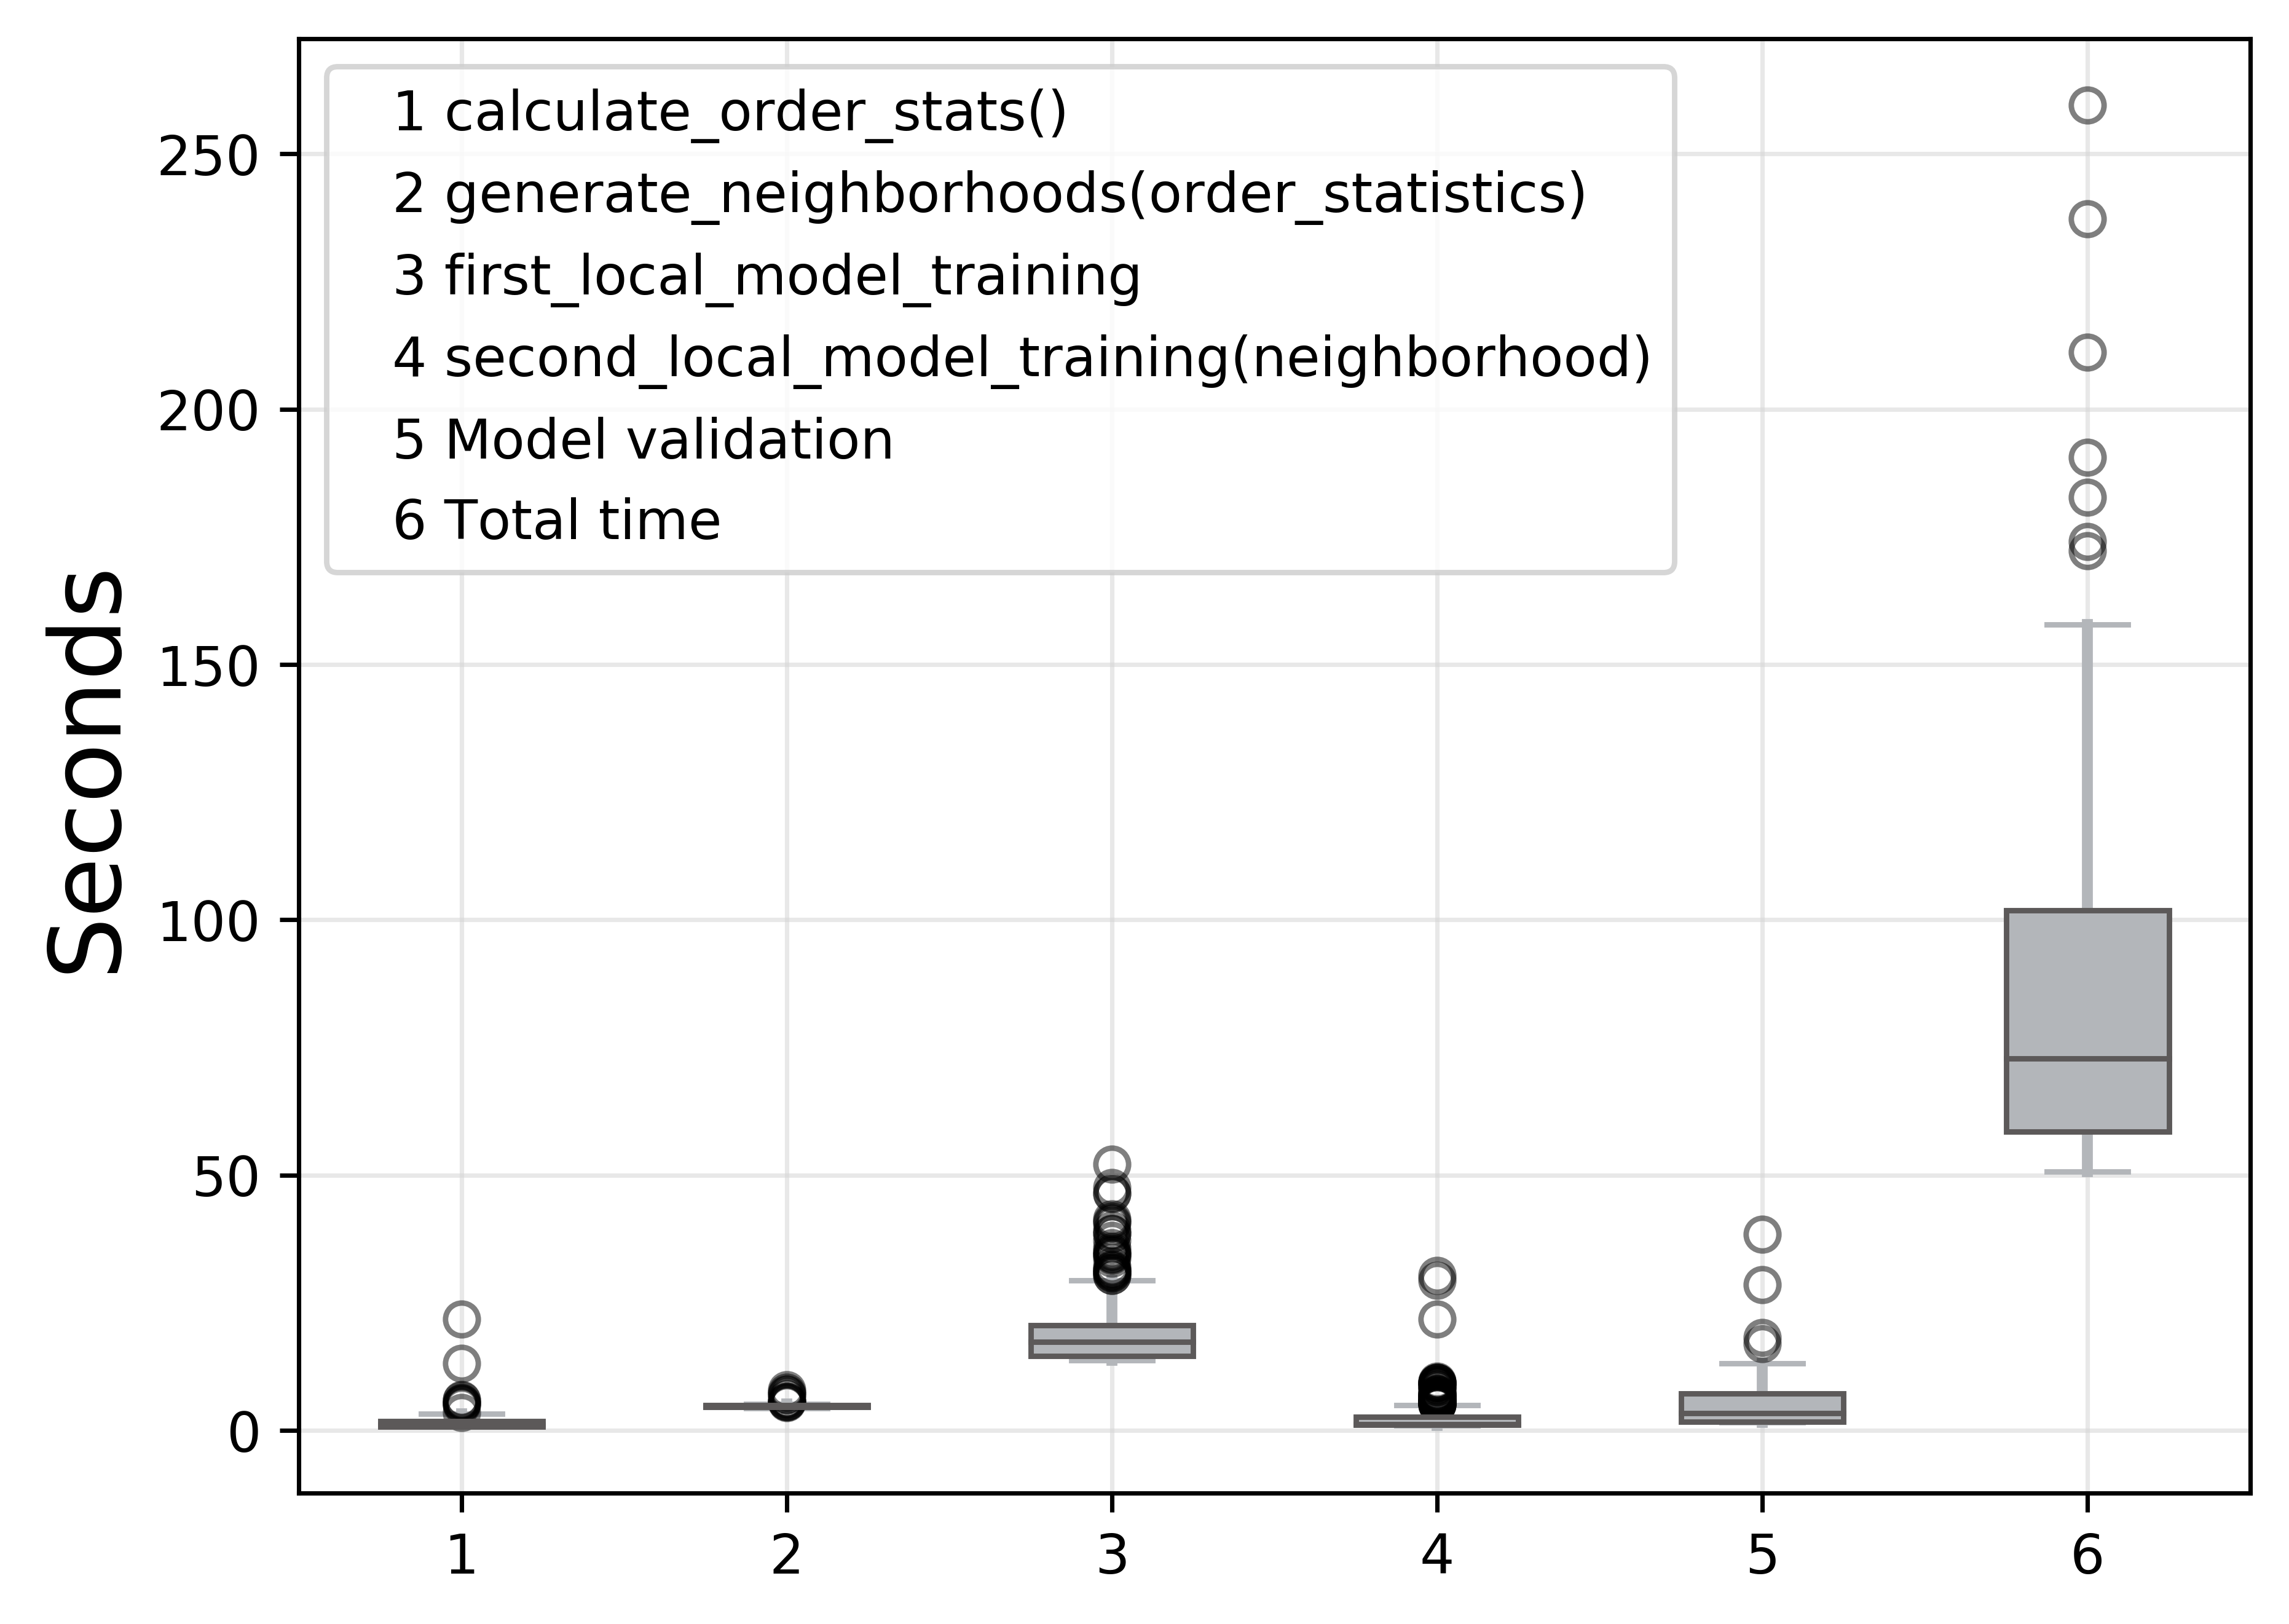 1 calculate_order_stats()
2 generate_neighborhoods(order_statistics)
3 first_local_model_training
4 second_local_model_training(neighborhood)
5 Model validation
6 Total time
Seconds
250
200
150
100
50
0
1 2 3 4 5 6